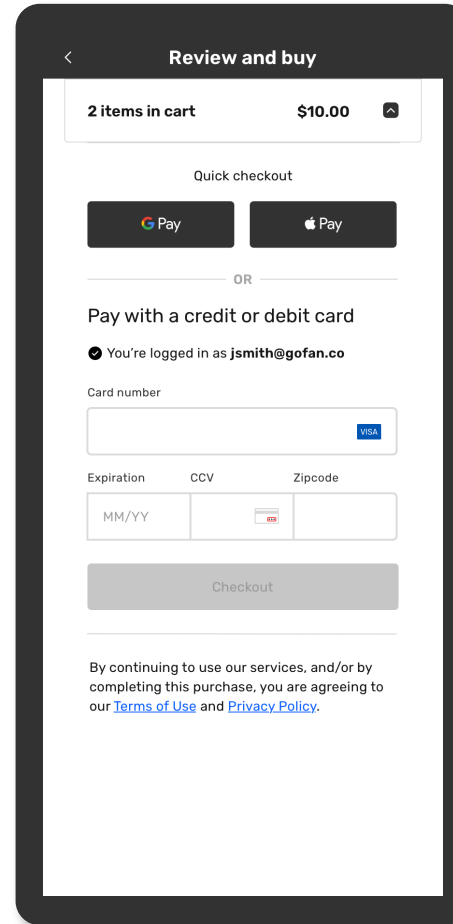 Review and buy
2 items in cart $10.00
Quick checkout
G Pay Pay
OR
Pay with a credit or debit card
You’re logged in as jsmith@gofan.co
Card number
VISA
Expiration CCV Zipcode
MM/YY
Checkout
By continuing to use our services, and/or by
completing this purchase, you are agreeing to
our Terms of Use and Privacy Policy.